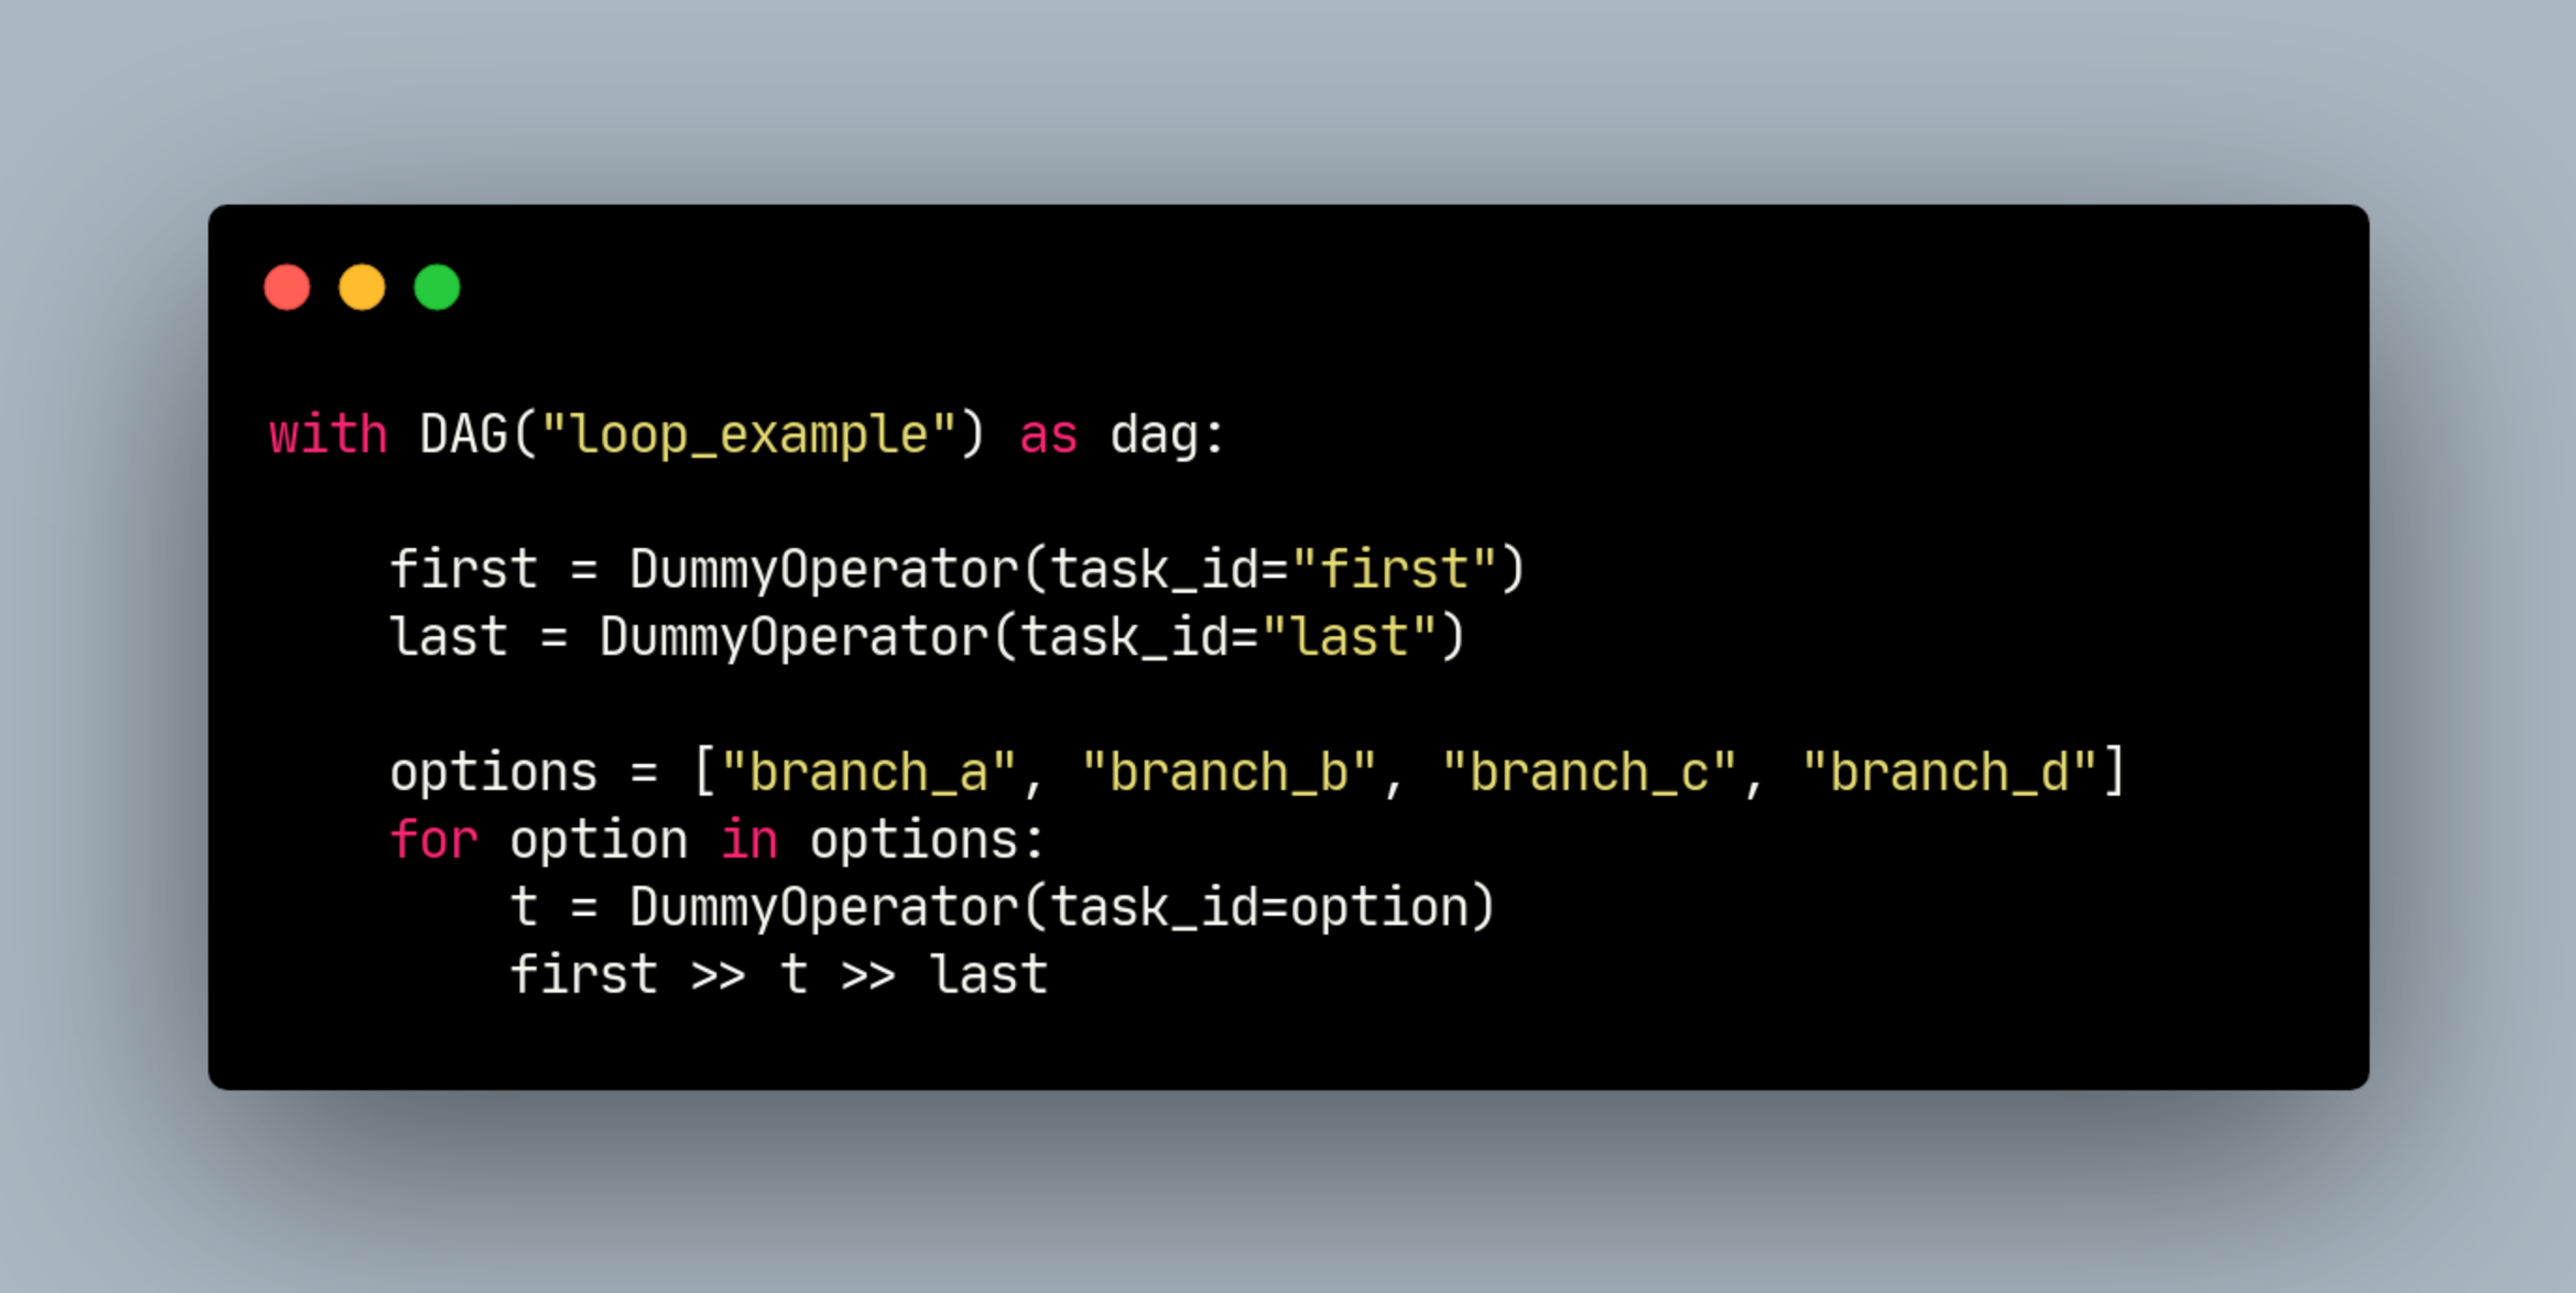 with DAG("loop_example") as dag:
first = DummyOperator(task_id="first")
last = DummyOperator(task_id="last")
options = ["branch_a", "branch_b", "branch_c", "branch_d"]
for option in options:
t = DummyOperator(task_id=option)
first >> t >> last